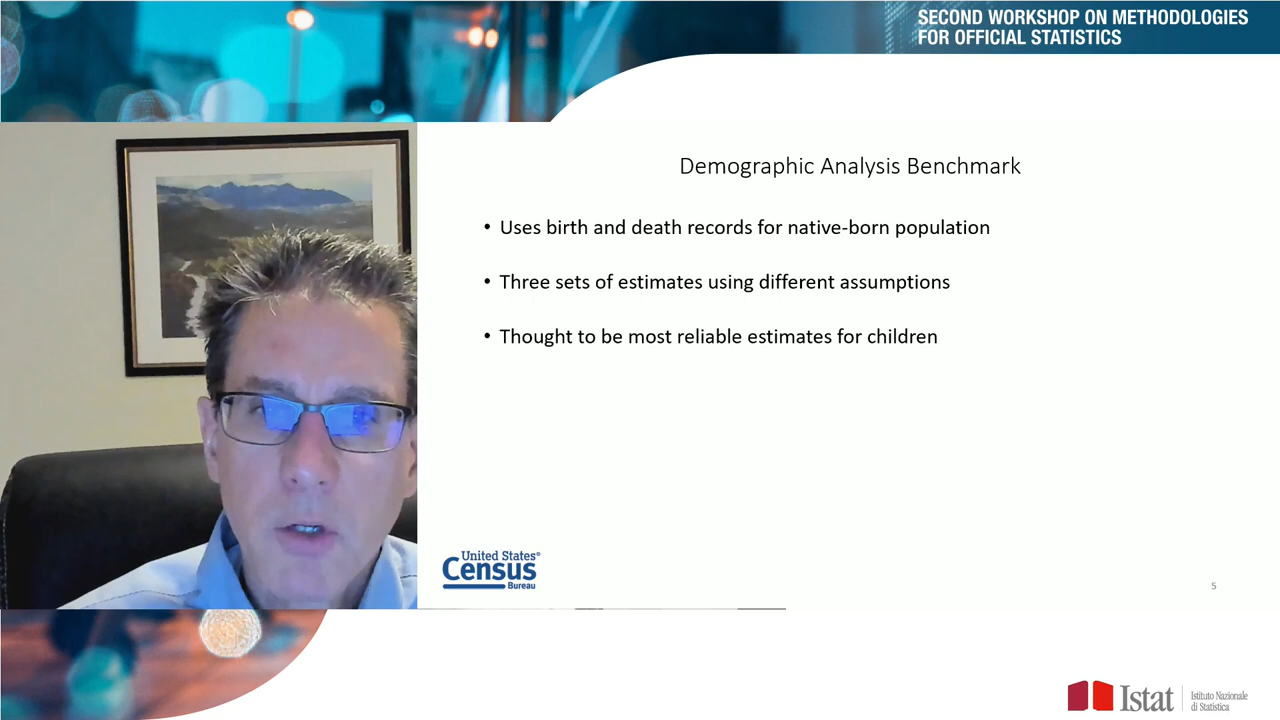 SECOND WORKSHOP ON METHODOLOGIES
FOR OFFICIAL STATISTICS
Demographic Analysis Benchmark
• Uses birth and death records for native-born population
• Three sets of estimates using different assumptions
• Thought to be most reliable estimates for children
United States®
Census
Bureau
5
Istat
Istituto Nazionale
di Statistica